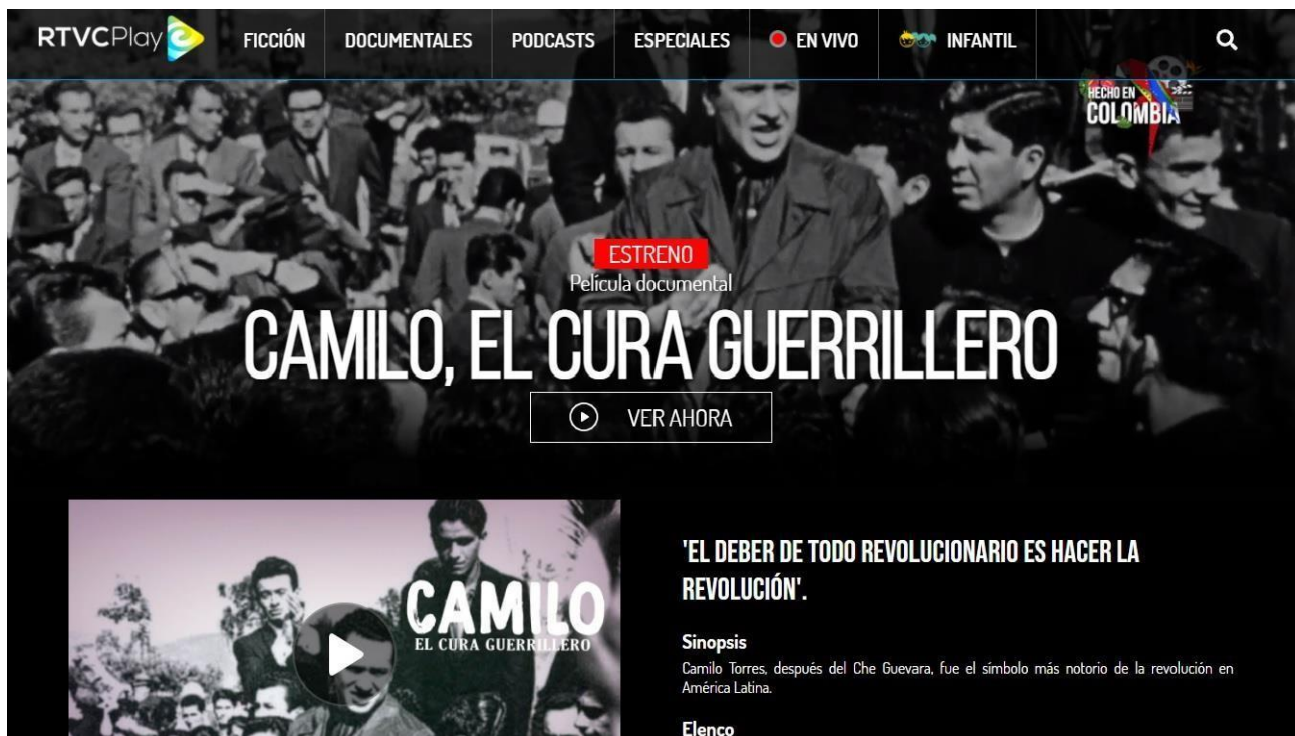 RTVCPlay
FICCIÓN
DOCUMENTALES
PODCASTS
ESPECIALES
EN VIVO
INFANTIL
HECHO EN
COLOMBIA
ESTRENO
Película documental
CAMILO, EL CURA GUERRILLERO
VER AHORA
CAMILO
EL CURA GUERRILLERO
'EL DEBER DE TODO REVOLUCIONARIO ES HACER LA
REVOLUCIÓN'.
Sinopsis
Camilo Torres, después del Che Guevara, fue el símbolo más notorio de la revolución en
América Latina.
Elenco